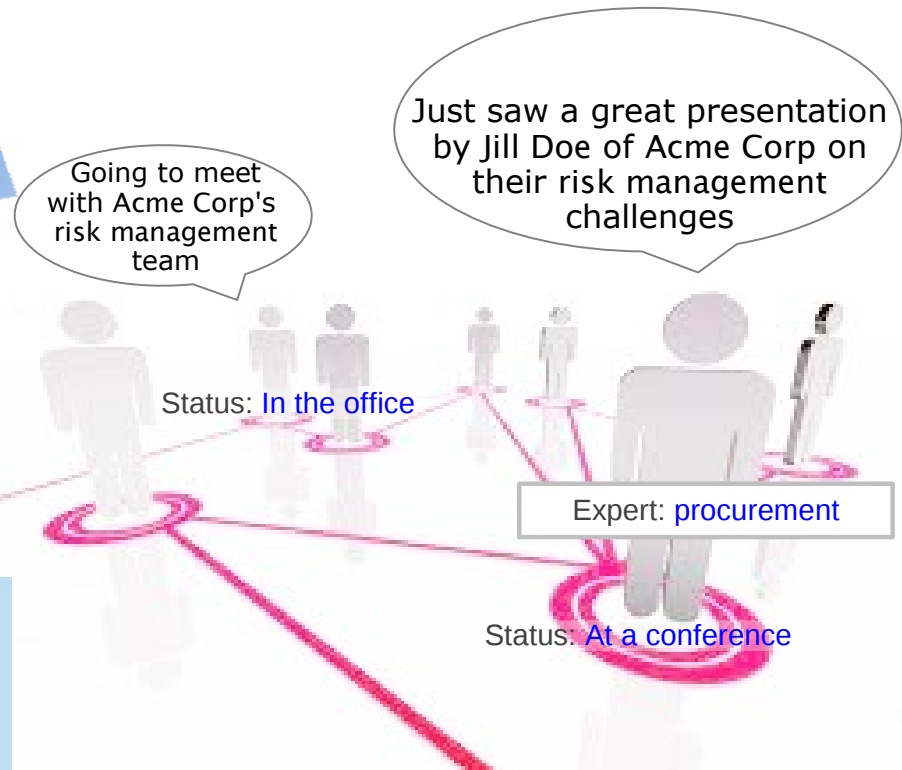 Just saw a great presentation
by Jill Doe of Acme Corp on
their risk management
challenges
Going to meet
with Acme Corp's
risk management
team
Status: In the office
Expert: procurement
Status: At a conference